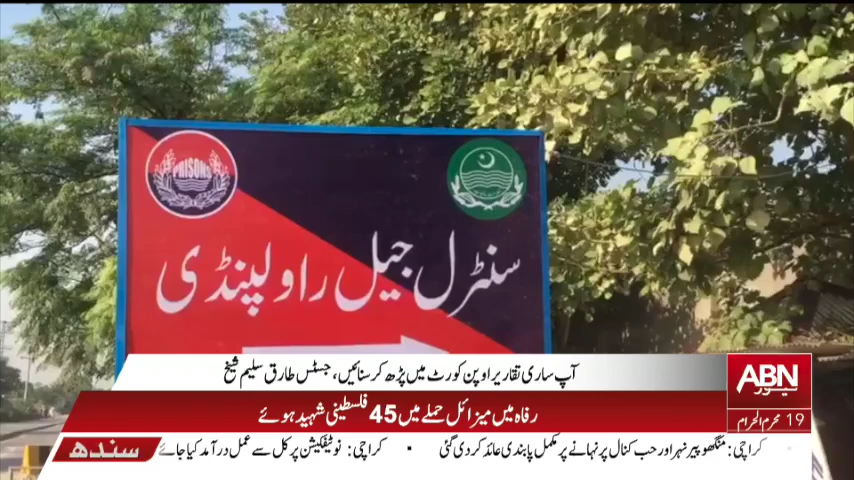 PRISONS
سنٹرل جیل راولپنڈی
آپ ساری تقاریر اوپن کورٹ میں پڑھ کر سنائیں، جسٹس طارق سلیم شیخ
ABN
نیوز
رفاہ میں میزائل حملے میں 45 فلسطینی شہید ہوئے
19 محرم الحرام
کراچی: منگھوپیر نہر اور حب کنال پر نہانے پر مکمل پابندی عائد کر دی گئی
کراچی: نوٹیفکیشن پر کل سے عمل درآمد کیا جائے
سندھ